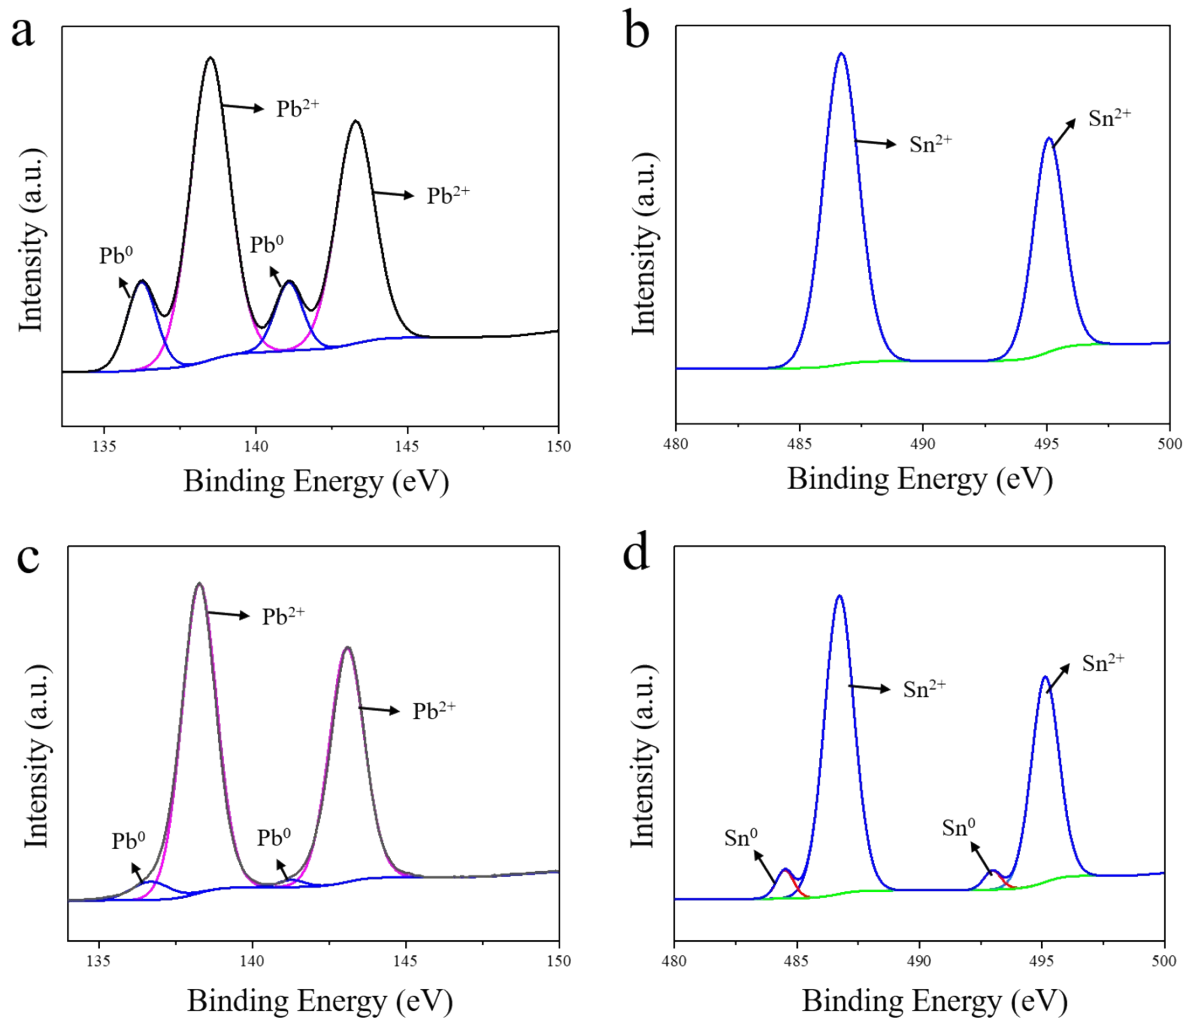 a
Pb²⁺
Pb²⁺
Pb⁰
Pb⁰
Intensity (a.u.)
135
140
145
150
Binding Energy (eV)
b
Sn²⁺
Sn²⁺
Intensity (a.u.)
480
485
490
495
500
Binding Energy (eV)
c
Pb²⁺
Pb²⁺
Pb⁰
Pb⁰
Intensity (a.u.)
135
140
145
150
Binding Energy (eV)
d
Sn²⁺
Sn²⁺
Sn⁰
Sn⁰
Intensity (a.u.)
480
485
490
495
500
Binding Energy (eV)